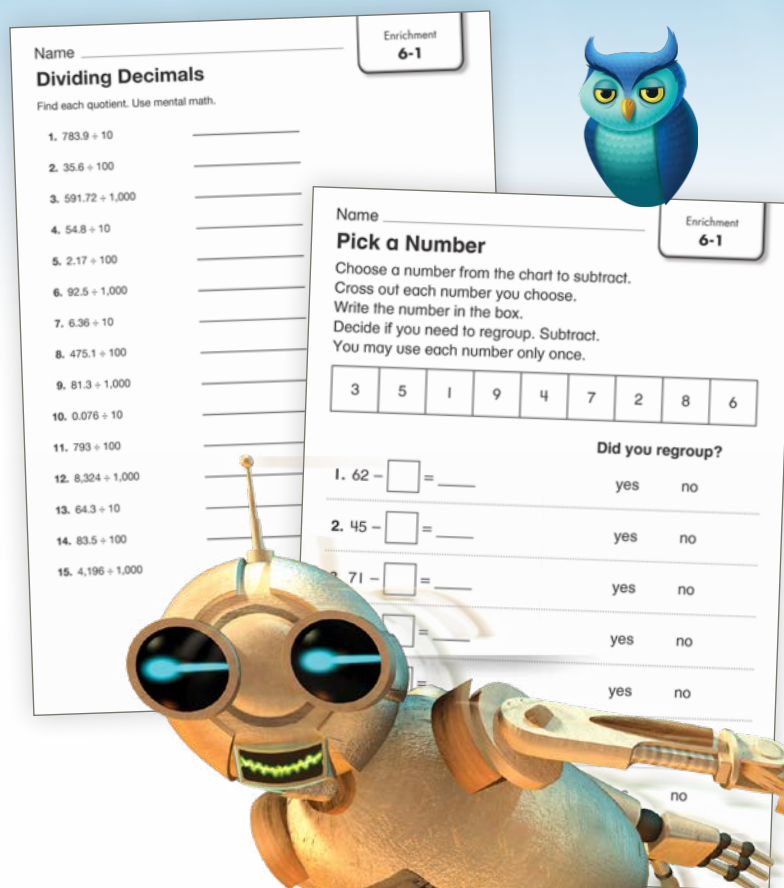 Name
Enrichment
6-1
Dividing Decimals
Find each quotient. Use mental math.
1. 783.9 ÷ 10
2. 35.6 ÷ 100
3. 591.72 ÷ 1,000
4. 54.8 ÷ 10
5. 2.17 ÷ 100
6. 92.5 ÷ 1,000
7. 6.36 ÷ 10
8. 475.1 ÷ 100
9. 81.3 ÷ 1,000
10. 0.076 ÷ 10
11. 793 ÷ 100
12. 8,324 ÷ 1,000
13. 64.3 ÷ 10
14. 83.5 ÷ 100
15. 4,196 ÷ 1,000
Name
Enrichment
6-1
Pick a Number
Choose a number from the chart to subtract.
Cross out each number you choose.
Write the number in the box.
Decide if you need to regroup. Subtract.
You may use each number only once.
3 5 1 9 4 7 2 8 6
Did you regroup?
1. 62 − = yes no
2. 45 − = yes no
71 − = yes no
= yes no
= yes no
no